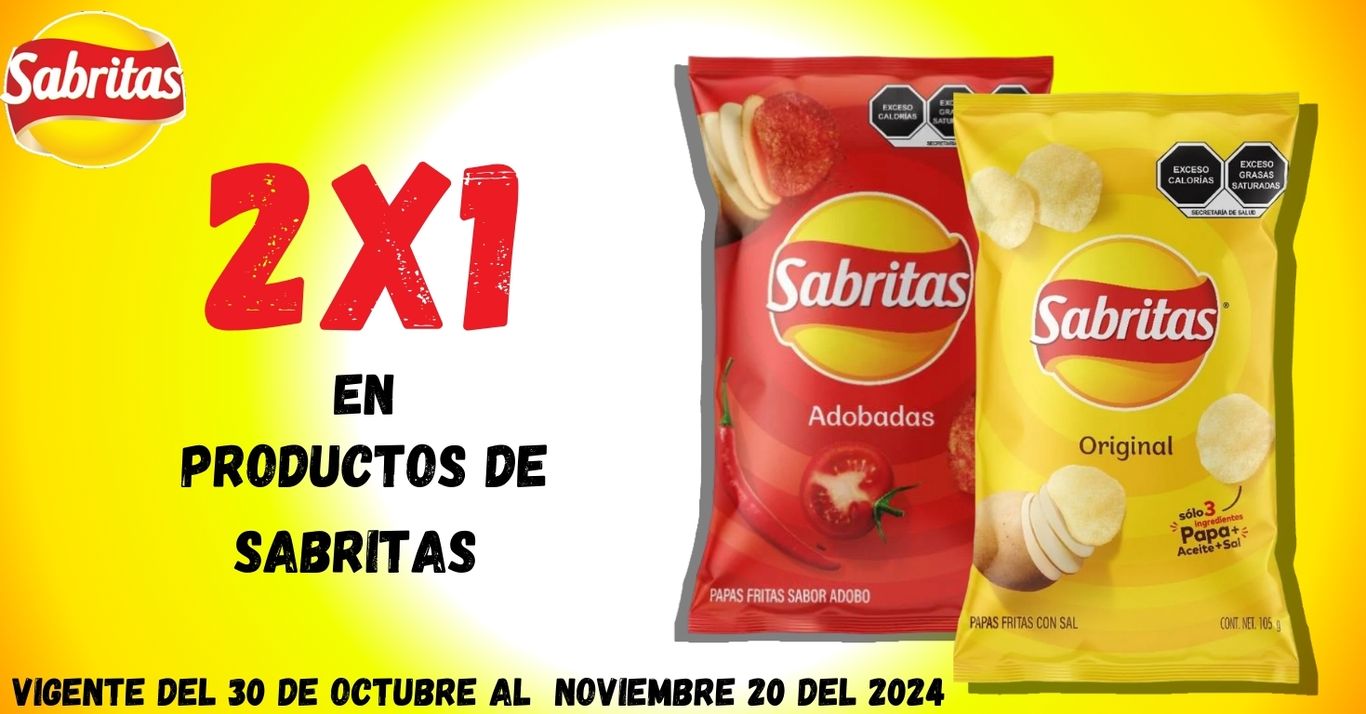 Sabritas
2X1
EN
PRODUCTOS DE
SABRITAS
EXCESO
CALORÍAS
Sabritas
Adobadas
PAPAS FRITAS SABOR ADOBO
EXCESO
CALORÍAS
EXCESO
GRASAS
SATURADAS
SECRETARÍA DE SALUD
Sabritas®
Original
sólo 3
ingredientes
Papa+
Aceite+Sal
PAPAS FRITAS CON SAL
CONT. NET. 105 g
VIGENTE DEL 30 DE OCTUBRE AL NOVIEMBRE 20 DEL 2024